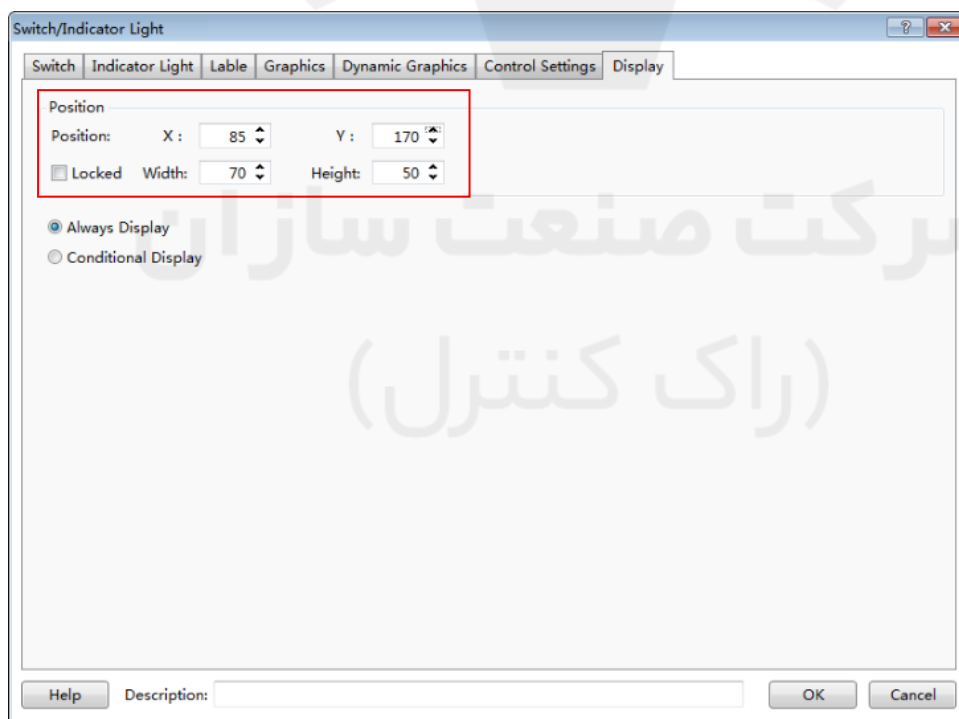 Switch/Indicator Light
Switch Indicator Light Lable Graphics Dynamic Graphics Control Settings Display
Position
Position: X : 85 Y : 170
Locked Width: 70 Height: 50
Always Display
شرکت صنعت سازان
Conditional Display
(راک کنترل)
Help Description: OK Cancel